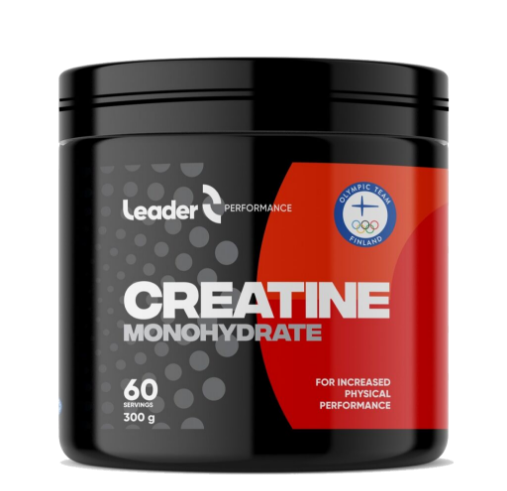 Leader PERFORMANCE
OLYMPIC TEAM
FINLAND
CREATINE
MONOHYDRATE
60
SERVINGS
300 g
FOR INCREASED
PHYSICAL
PERFORMANCE